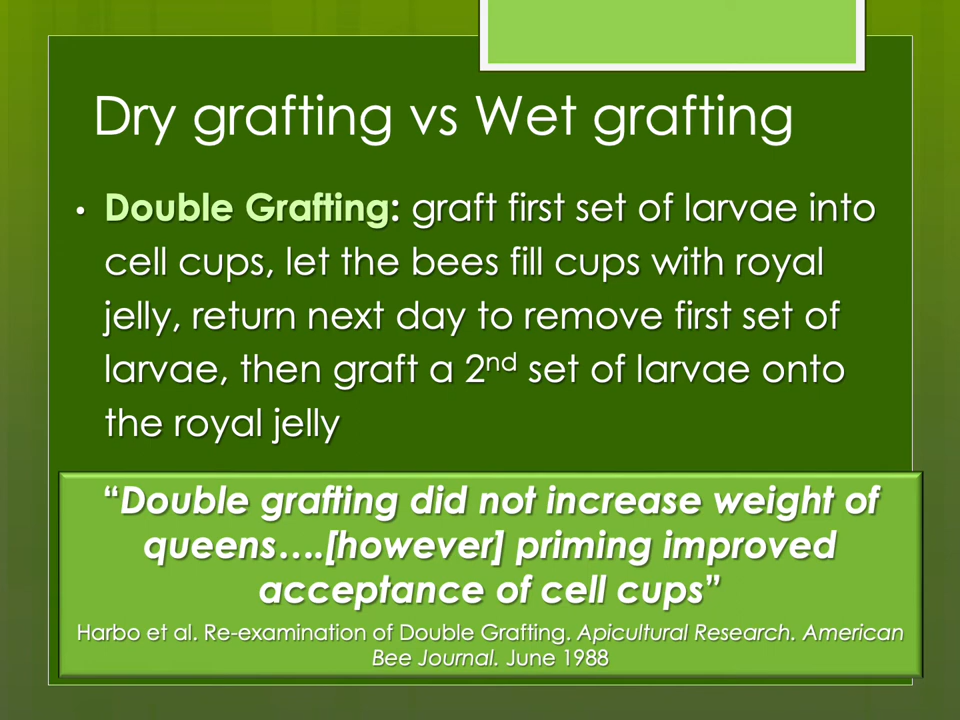 Dry grafting vs Wet grafting
• Double Grafting: graft first set of larvae into
cell cups, let the bees fill cups with royal
jelly, return next day to remove first set of
larvae, then graft a 2nd set of larvae onto
the royal jelly
“Double grafting did not increase weight of
queens….[however] priming improved
acceptance of cell cups”
Harbo et al. Re-examination of Double Grafting. Apicultural Research. American
Bee Journal. June 1988